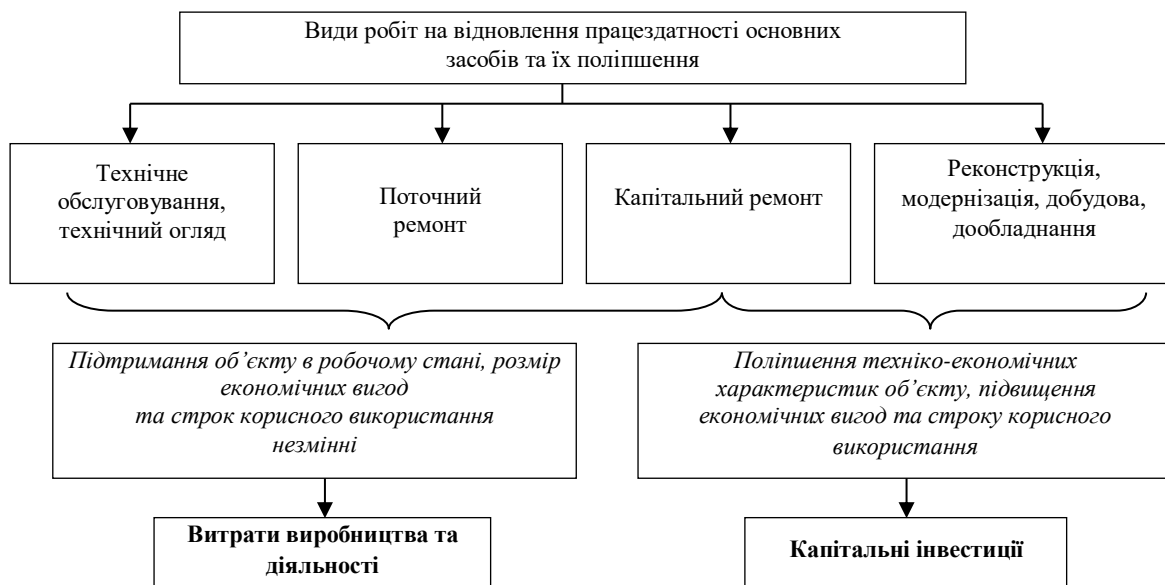 Види робіт на відновлення працездатності основних
засобів та їх поліпшення
Технічне
обслуговування,
технічний огляд
Поточний
ремонт
Капітальний ремонт
Реконструкція,
модернізація, добудова,
дообладнання
Підтримання об’єкту в робочому стані, розмір
економічних вигод
та строк корисного використання
незмінні
Поліпшення техніко-економічних
характеристик об’єкту, підвищення
економічних вигод та строку корисного
використання
Витрати виробництва та
діяльності
Капітальні інвестиції